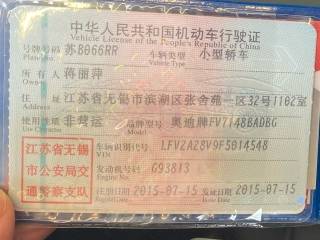 中华人民共和国机动车行驶证
Vehicle License of the People's Republic of China
号牌号码 苏B066RR 车辆类型 小型轿车
Plate No. Vehicle Type
所有人 蒋丽萍
Owner
住址 江苏省无锡市滨湖区张舍苑一区32号1102室
Address
使用性质 非营运 品牌型号 奥迪牌FV7148BADBG
Use Character Model
江苏省无锡 车辆识别代号 LFV2A28V9F5014548
VIN
市公安局交 发动机号码 G93813
Engine No.
通警察支队 注册日期 2015-07-15 发证日期 2015-07-15
Register Date Issue Date